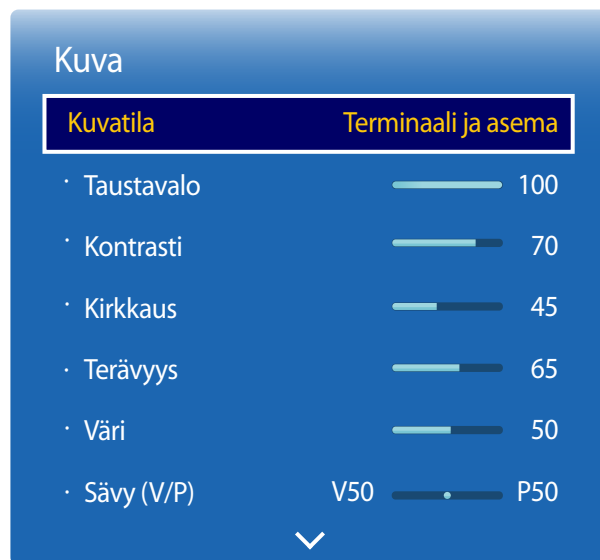 Kuva
Kuvatila Terminaali ja asema
· Taustavalo 100
· Kontrasti 70
· Kirkkaus 45
· Terävyys 65
· Väri 50
· Sävy (V/P) V50 P50